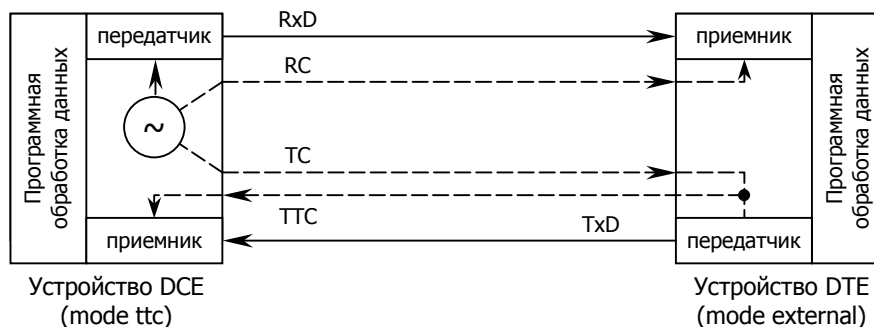 Программная
обработка данных
передатчик
~
приемник
RxD
RC
TC
TTC
TxD
приемник
передатчик
Программная
обработка данных
Устройство DCE
(mode ttc)
Устройство DTE
(mode external)